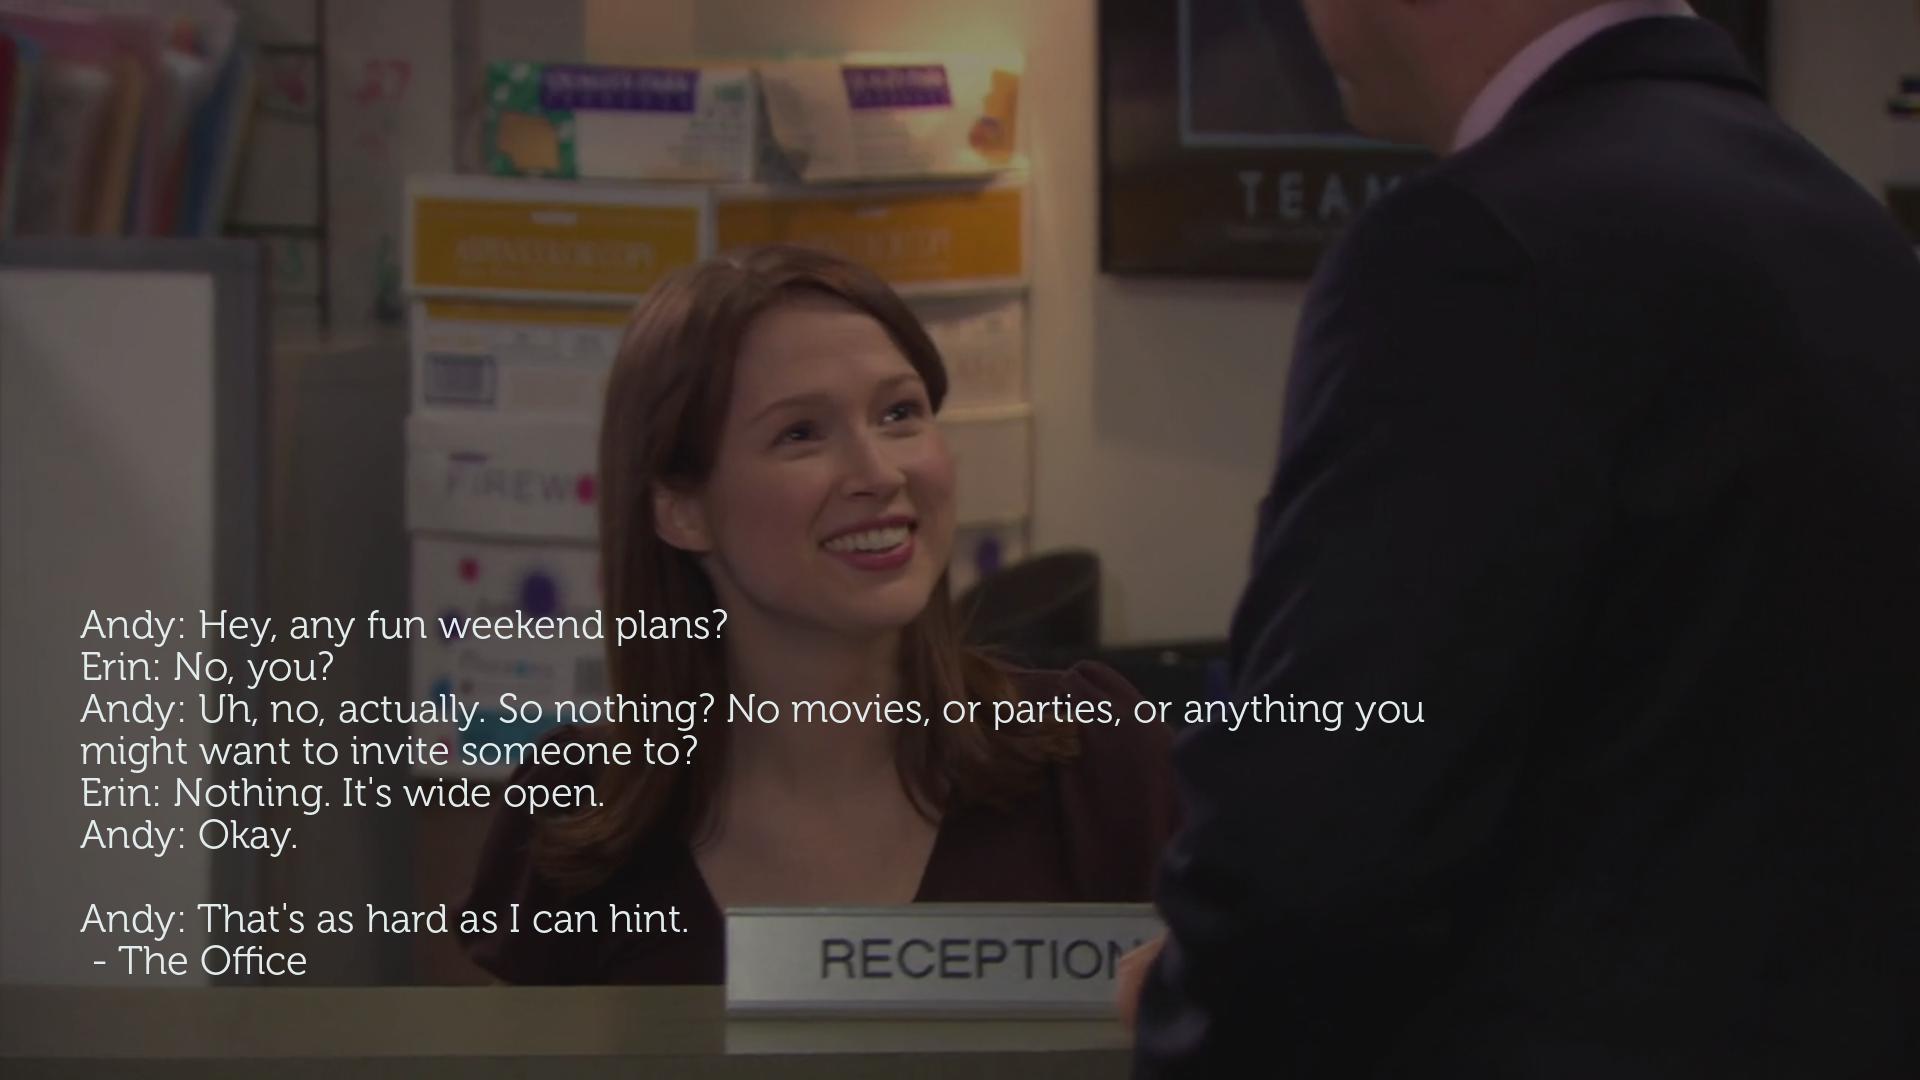 TEAM
FIREW
Andy: Hey, any fun weekend plans?
Erin: No, you?
Andy: Uh, no, actually. So nothing? No movies, or parties, or anything you
might want to invite someone to?
Erin: Nothing. It's wide open.
Andy: Okay.
Andy: That's as hard as I can hint.
- The Office
RECEPTION